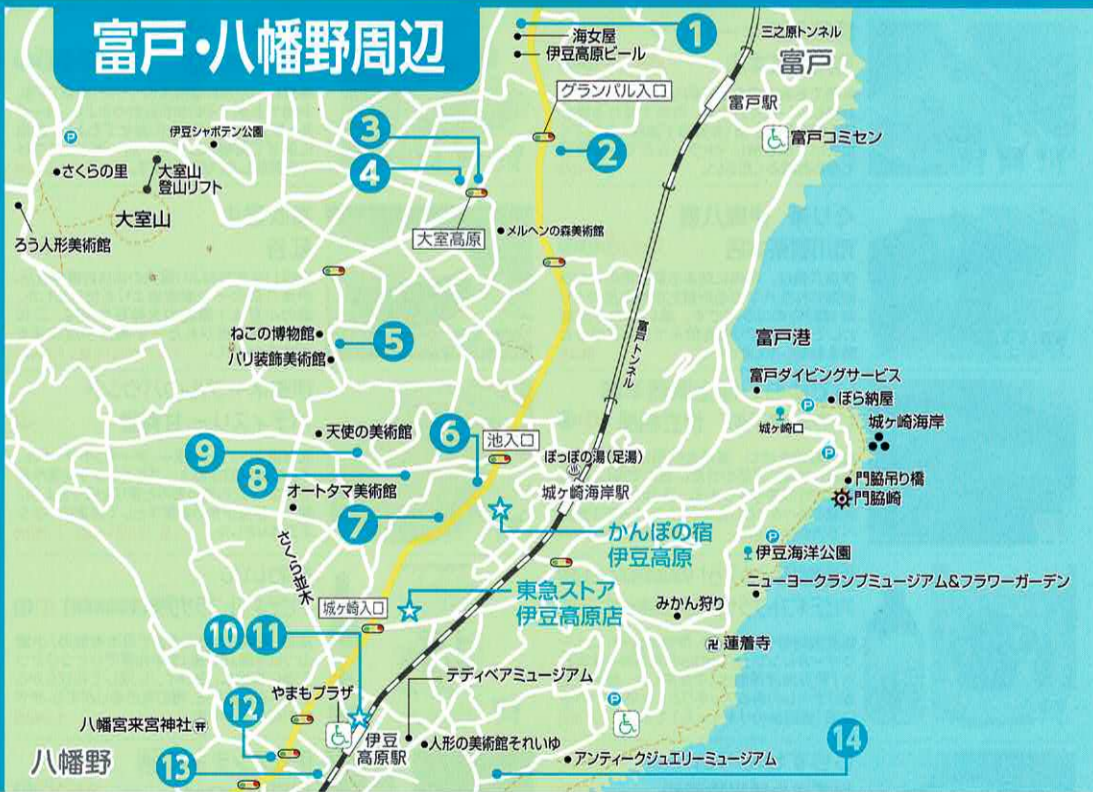 富戸・八幡野周辺
①
海女屋
伊豆高原ビール
三之原トンネル
富戸
グランパル入口
富戸駅
富戸コミセン
②
③
④
P
伊豆シャボテン公園
さくらの里
大室山
登山リフト
大室山
ろう人形美術館
大室高原
メルヘンの森美術館
ねこの博物館
バリ装飾美術館
⑤
富戸トンネル
富戸港
富戸ダイビングサービス
ぼら納屋
P
城ヶ崎口
城ヶ崎海岸
P
門脇吊り橋
門脇崎
天使の美術館
⑥
池入口
⑨
⑧
ぽっぽの湯(足湯)
城ヶ崎海岸駅
オートタマ美術館
⑦
かんぽの宿
伊豆高原
P
伊豆海洋公園
さくら並木
東急ストア
伊豆高原店
ニューヨークランプミュージアム&フラワーガーデン
みかん狩り
城ヶ崎入口
蓮着寺
⑩ ⑪
テディベアミュージアム
やまもプラザ
P
⑫
八幡宮来宮神社
八幡野
伊豆
高原駅
人形の美術館それいゆ
アンティークジュエリーミュージアム
⑬
⑭